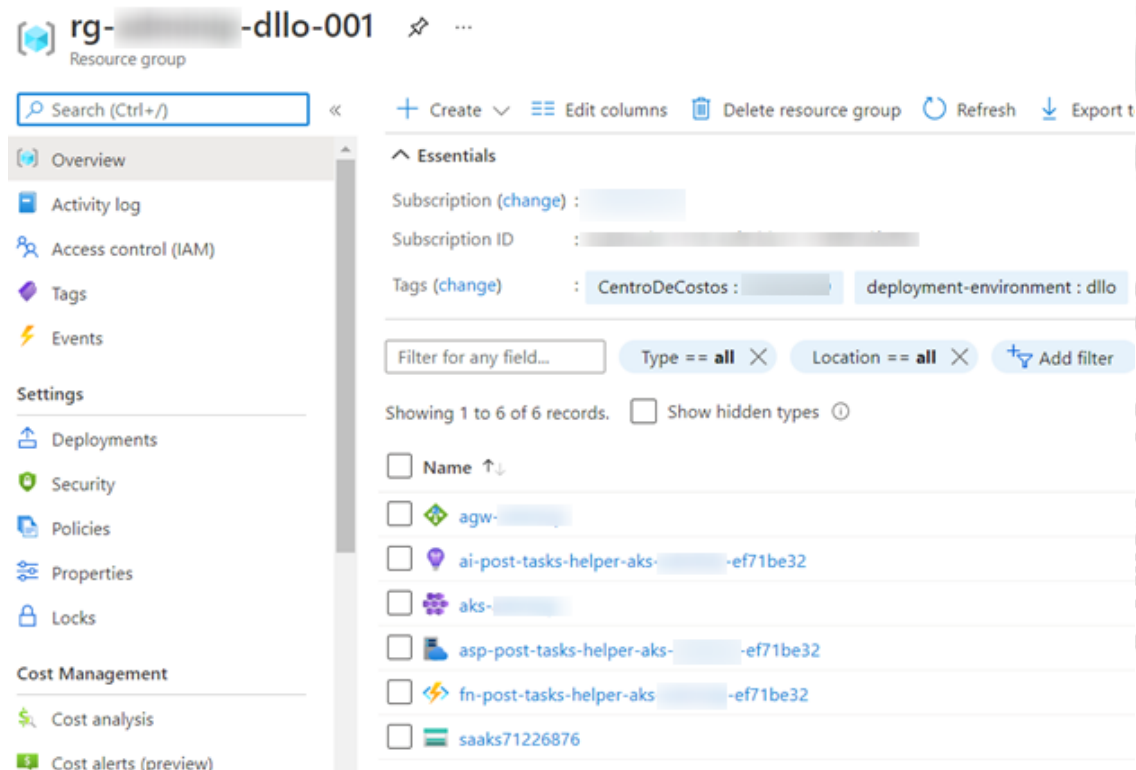 rg- -dllo-001
Resource group
Search (Ctrl+/)
«
Create
Edit columns
Delete resource group
Refresh
Export t
Overview
Activity log
Access control (IAM)
Tags
Events
Settings
Deployments
Security
Policies
Properties
Locks
Cost Management
Cost analysis
Cost alerts (preview)
Essentials
Subscription (change) :
Subscription ID :
Tags (change) : CentroDeCostos : deployment-environment : dllo
Filter for any field...
Type == all
Location == all
Add filter
Showing 1 to 6 of 6 records.
Show hidden types
Name ↑↓
agw-
ai-post-tasks-helper-aks- -ef71be32
aks-
asp-post-tasks-helper-aks- -ef71be32
fn-post-tasks-helper-aks -ef71be32
saaks71226876